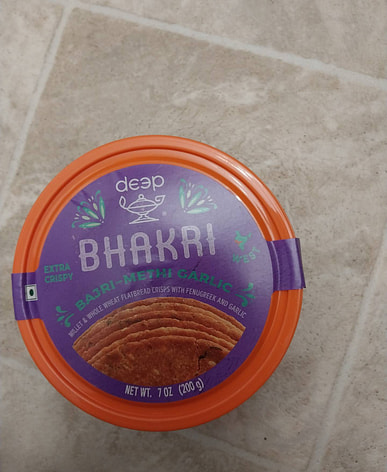 deep
®
BHAKRI
EXTRA
CRISPY
BAJRI-METHI GARLIC
MILLET & WHOLE WHEAT FLATBREAD CRISPS WITH FENUGREEK AND GARLIC
NET WT. 7 OZ (200 g)